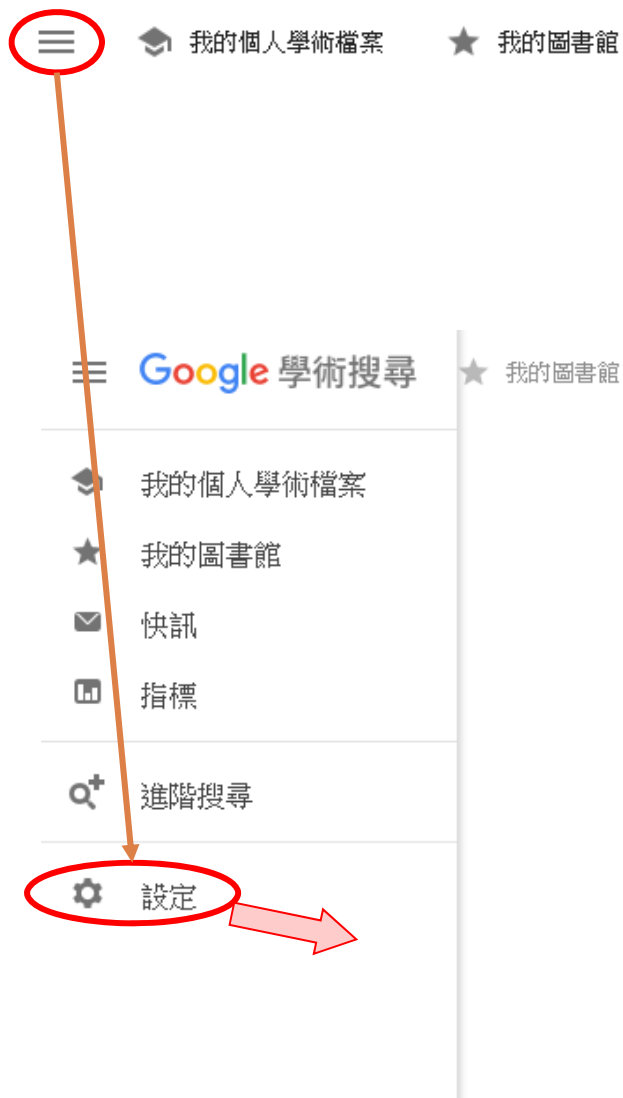 我的個人學術檔案 我的圖書館
Google 學術搜尋 我的圖書館
我的個人學術檔案
我的圖書館
快訊
指標
進階搜尋
設定